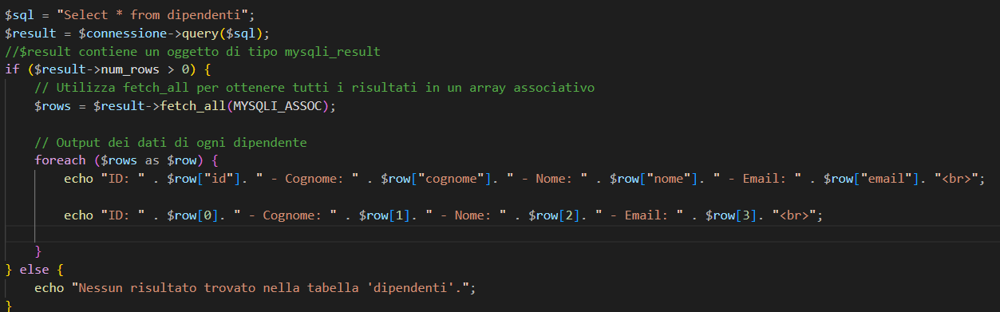 $sql = "Select * from dipendenti";
$result = $connessione->query($sql);
//$result contiene un oggetto di tipo mysqli_result
if ($result->num_rows > 0) {
    // Utilizza fetch_all per ottenere tutti i risultati in un array associativo
    $rows = $result->fetch_all(MYSQLI_ASSOC);
    // Output dei dati di ogni dipendente
    foreach ($rows as $row) {
        echo "ID: " . $row["id"]. " - Cognome: " . $row["cognome"]. " - Nome: " . $row["nome"]. " - Email: " . $row["email"]. "<br>";
        echo "ID: " . $row[0]. " - Cognome: " . $row[1]. " - Nome: " . $row[2]. " - Email: " . $row[3]. "<br>";
    }
} else {
    echo "Nessun risultato trovato nella tabella 'dipendenti'.";
}